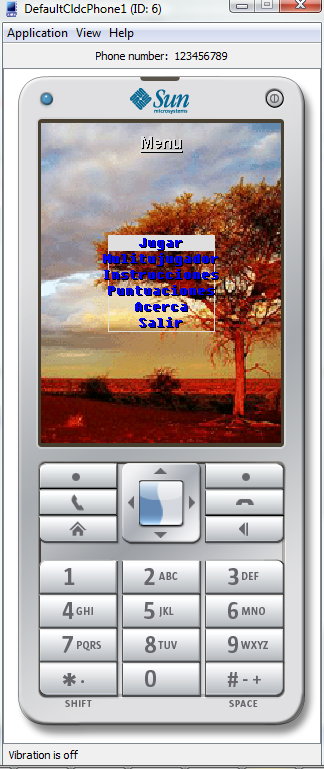 DefaultCldcPhone1 (ID: 6)
Application View Help
Phone number: 123456789
Sun
microsystems
Menu
Jugar
Multijugador
Instrucciones
Puntuaciones
Acerca
Salir
1 2 ABC 3 DEF
4 GHI 5 JKL 6 MNO
7 PQRS 8 TUV 9 WXYZ
* . 0 # - +
SHIFT SPACE
Vibration is off